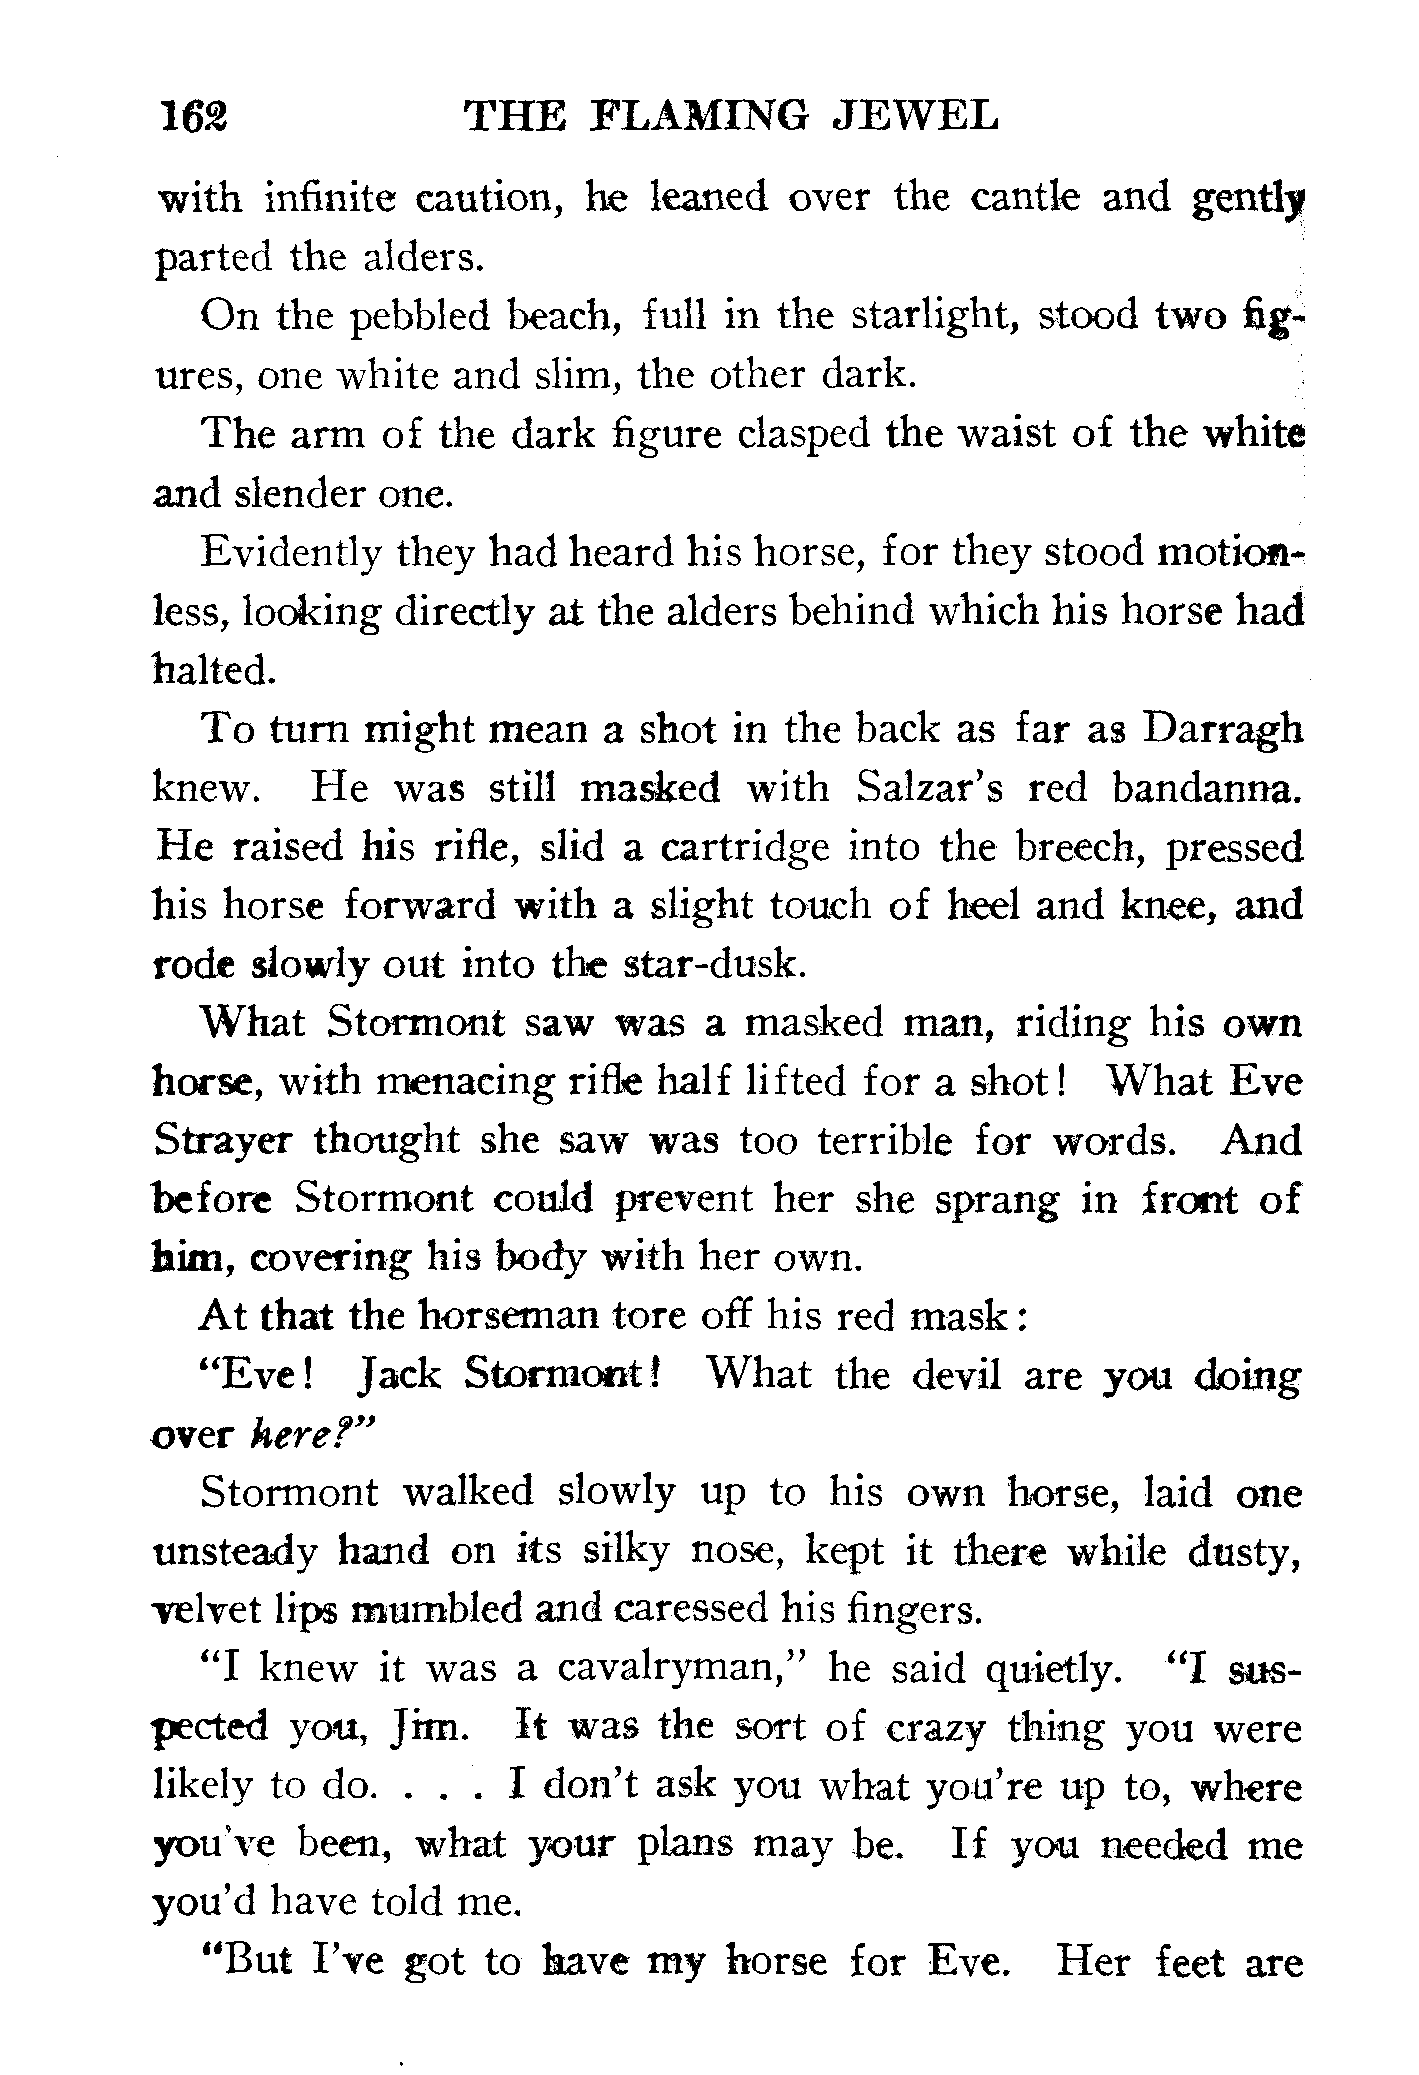 162 THE FLAMING JEWEL
with infinite caution, he leaned over the cantle and gently
parted the alders.
On the pebbled beach, full in the starlight, stood two fig-
ures, one white and slim, the other dark.
The arm of the dark figure clasped the waist of the white
and slender one.
Evidently they had heard his horse, for they stood motion-
less, looking directly at the alders behind which his horse had
halted.
To turn might mean a shot in the back as far as Darragh
knew. He was still masked with Salzar's red bandanna.
He raised his rifle, slid a cartridge into the breech, pressed
his horse forward with a slight touch of heel and knee, and
rode slowly out into the star-dusk.
What Stormont saw was a masked man, riding his own
horse, with menacing rifle half lifted for a shot! What Eve
Strayer thought she saw was too terrible for words. And
before Stormont could prevent her she sprang in front of
him, covering his body with her own.
At that the horseman tore off his red mask:
"Eve! Jack Stormont! What the devil are you doing
over here?"
Stormont walked slowly up to his own horse, laid one
unsteady hand on its silky nose, kept it there while dusty,
velvet lips mumbled and caressed his fingers.
"I knew it was a cavalryman," he said quietly. "I sus-
pected you, Jim. It was the sort of crazy thing you were
likely to do. . . . I don't ask you what you're up to, where
you've been, what your plans may be. If you needed me
you'd have told me.
"But I've got to have my horse for Eve. Her feet are